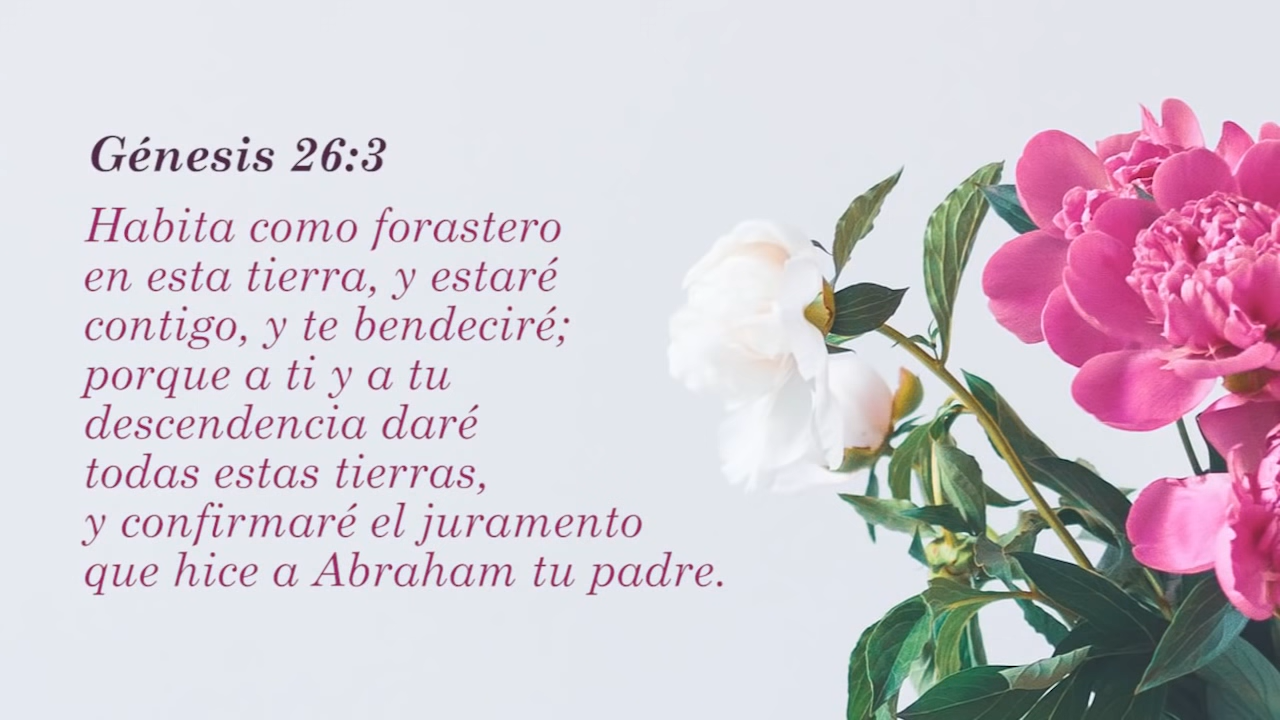 Génesis 26:3
Habita como forastero
en esta tierra, y estaré
contigo, y te bendeciré;
porque a ti y a tu
descendencia daré
todas estas tierras,
y confirmaré el juramento
que hice a Abraham tu padre.